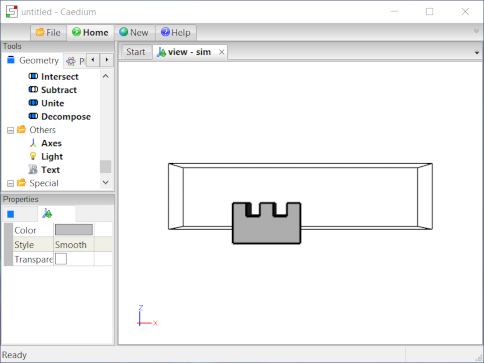 untitled - Caedium
File Home New Help
Tools
Geometry
Intersect
Subtract
Unite
Decompose
Others
Axes
Light
Text
Special
Properties
Color
Style Smooth
Transpare
Start view - sim
Z
X
Ready